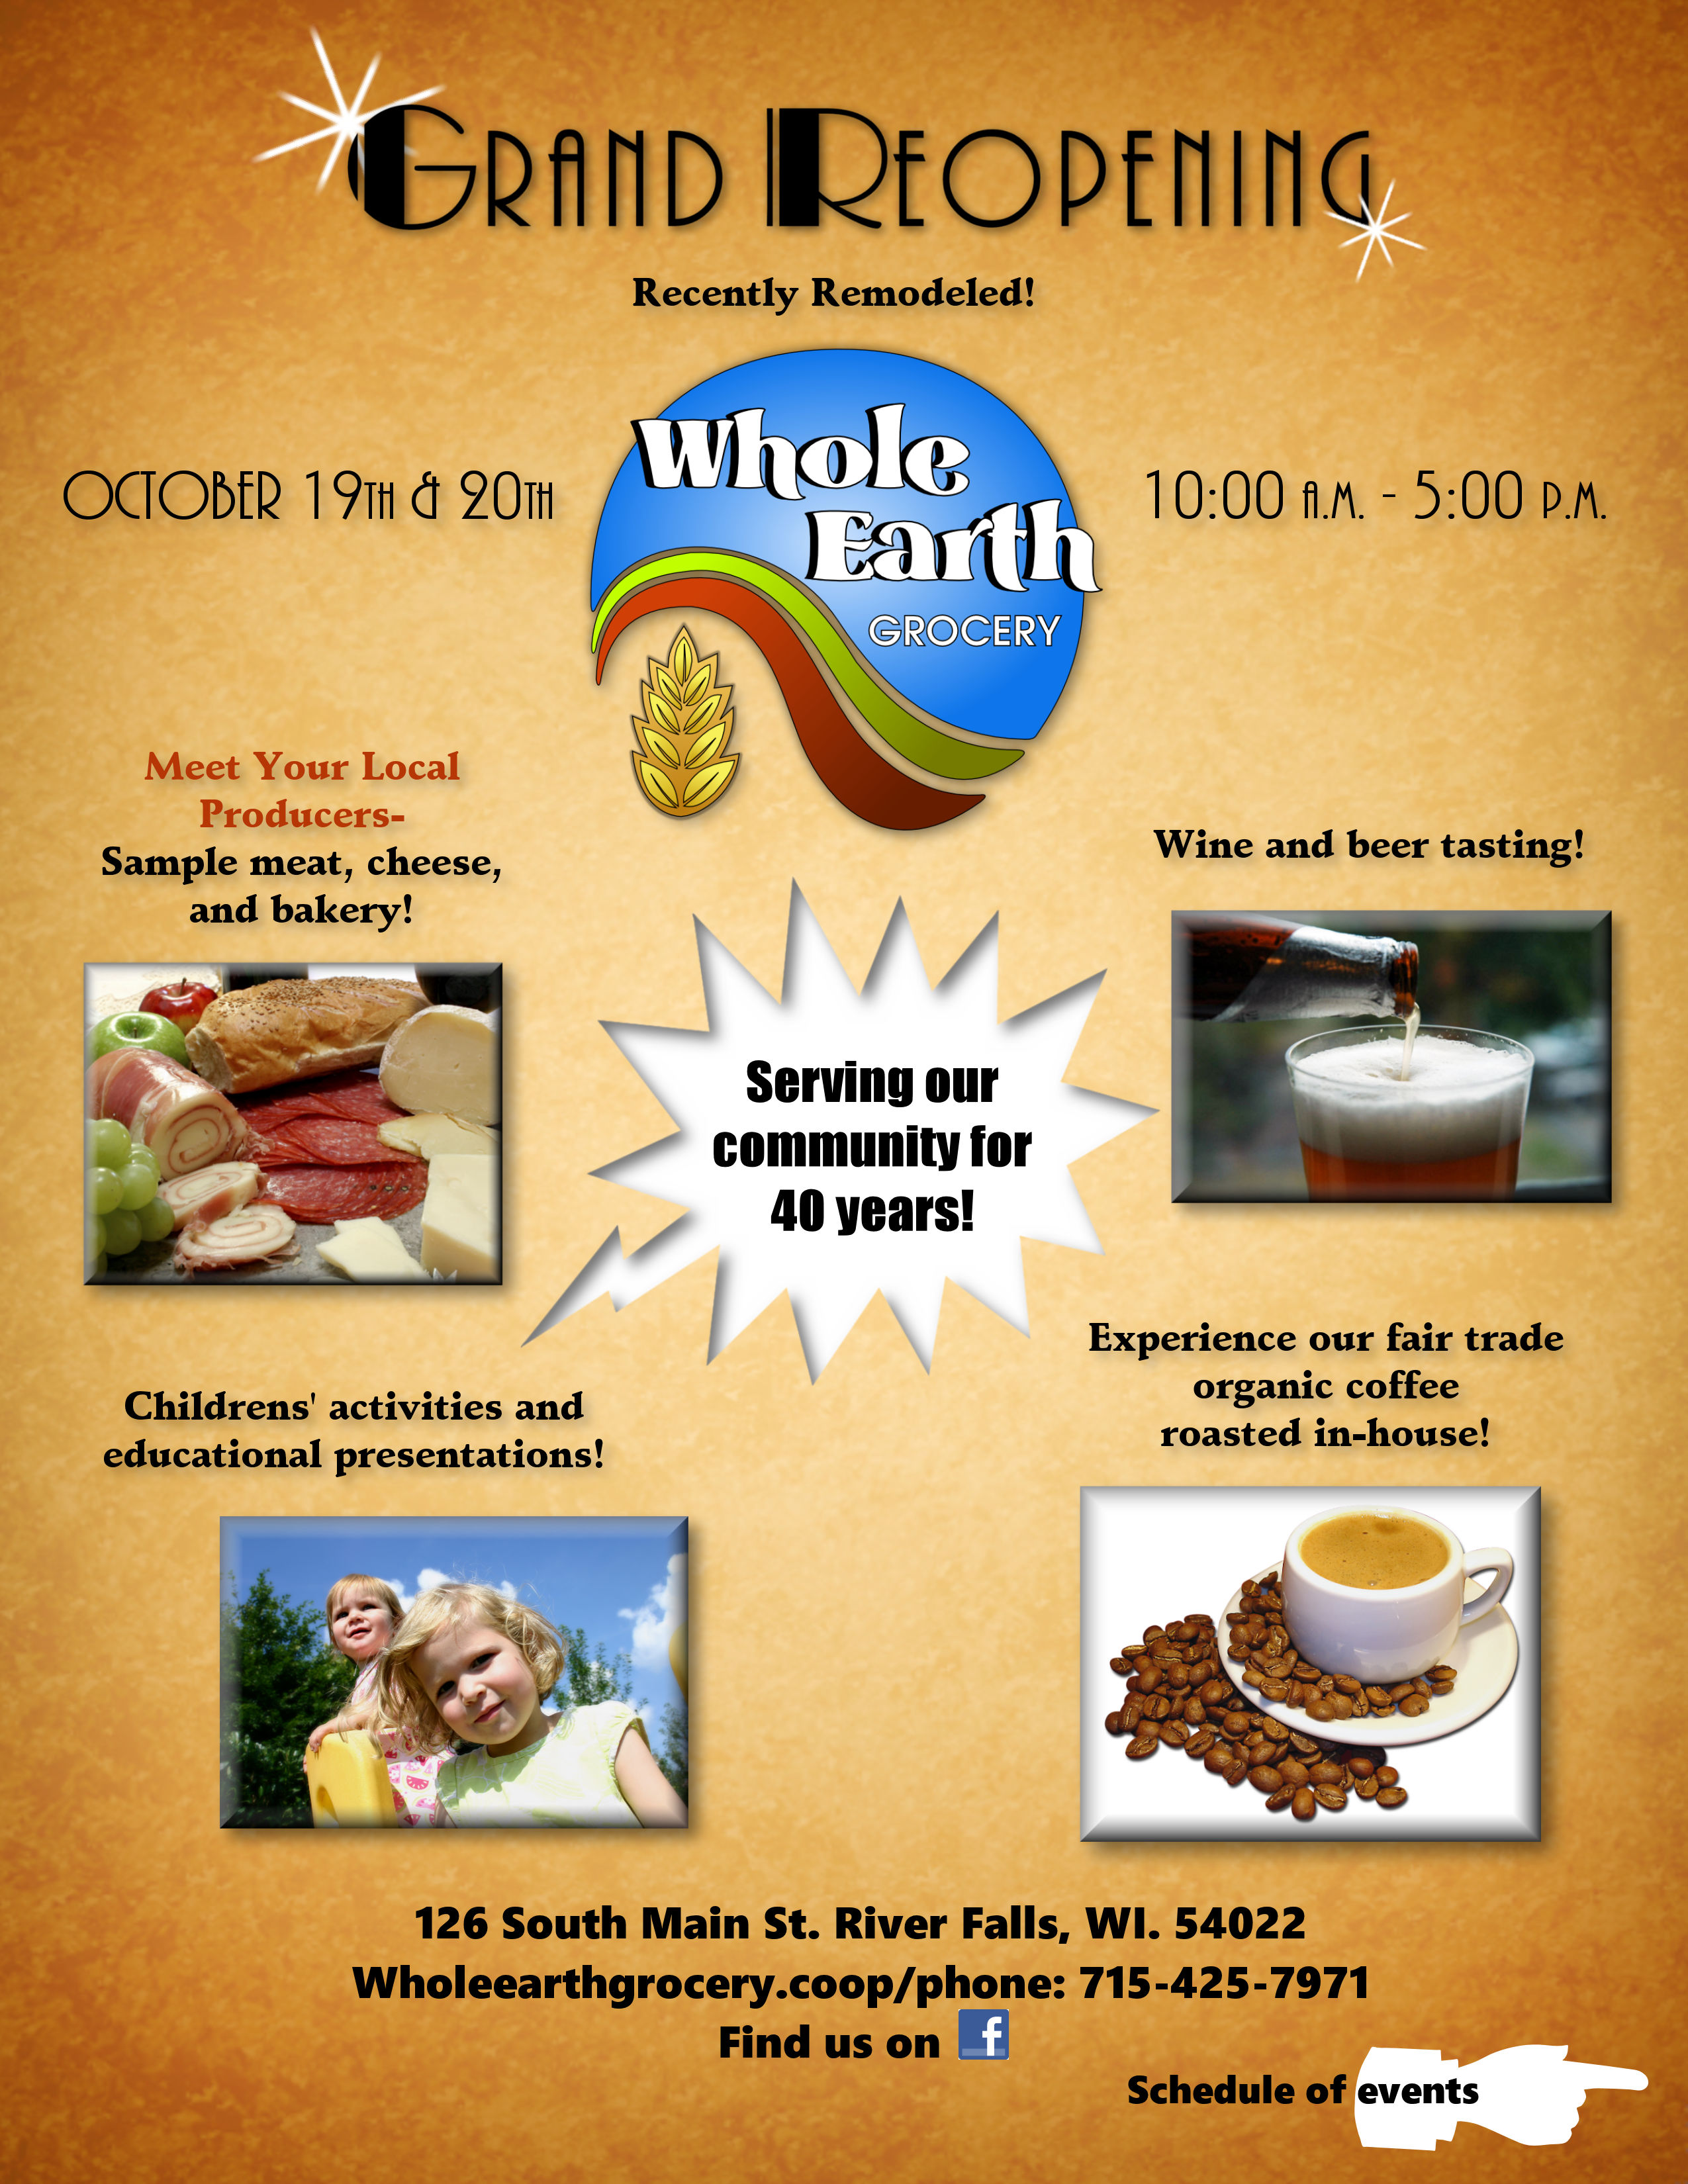 GRAND REOPENING
Recently Remodeled!
OCTOBER 19TH & 20TH
Whole
Earth
GROCERY
10:00 A.M. - 5:00 P.M.
Meet Your Local
Producers-
Sample meat, cheese,
and bakery!
Wine and beer tasting!
Serving our
community for
40 years!
Childrens' activities and
educational presentations!
Experience our fair trade
organic coffee
roasted in-house!
126 South Main St. River Falls, WI. 54022
Wholeearthgrocery.coop/phone: 715-425-7971
Find us on f
Schedule of events